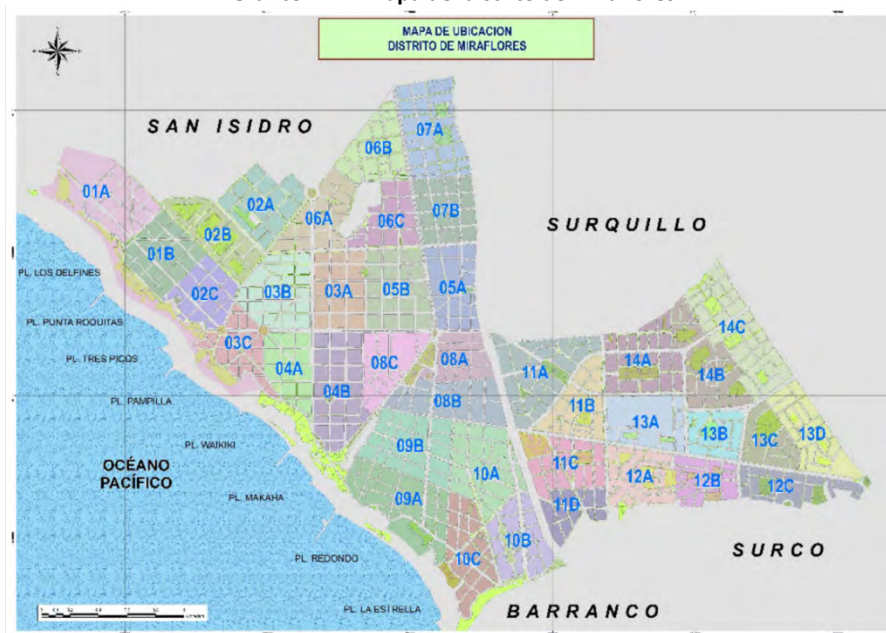 MAPA DE UBICACION
DISTRITO DE MIRAFLORES
SAN ISIDRO
07A
06B
01A
02A
06A
06C
07B
SURQUILLO
02B
01B
PL. LOS DELFINES
02C
03B
03A
05B
05A
PL. PUNTA ROQUITAS
14C
03C
PL. TRES PICOS
04A
04B
08C
08A
11A
14A
14B
PL. PAMPILLA
08B
11B
13A
13B
13C
13D
PL. WAIKIKI
09B
OCÉANO
PACÍFICO
10A
11C
12A
12B
12C
PL. MAKAHA
09A
11D
10B
10C
SURCO
PL. REDONDO
PL. LA ESTRELLA
BARRANCO